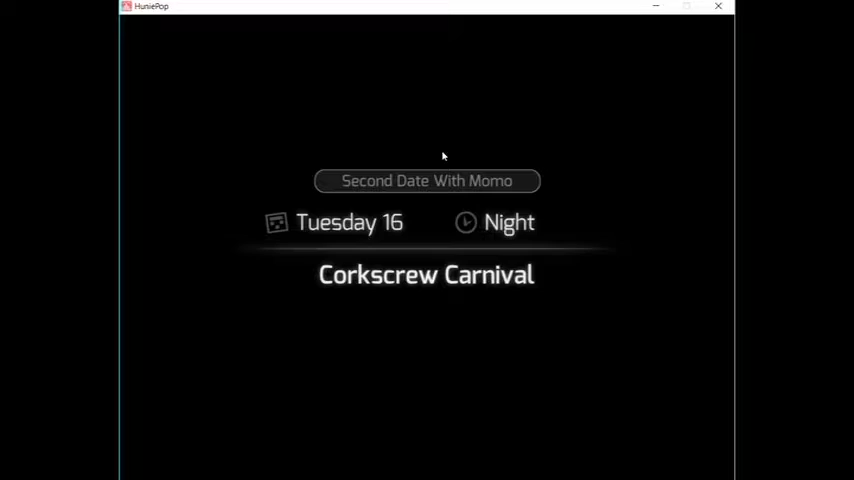 HuniePop
Second Date With Momo
Tuesday 16
Night
Corkscrew Carnival